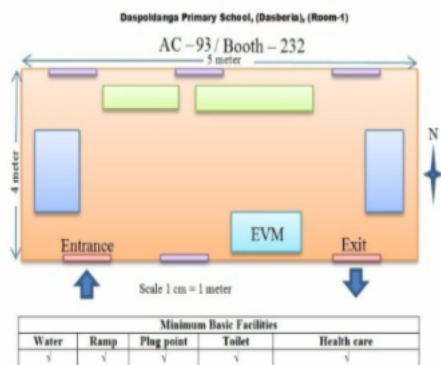 Daspoldanga Primary School, (Dasberia), (Room-1)
AC – 93 / Booth – 232
5 meter
4 meter
N
EVM
Entrance
Exit
Scale 1 cm = 1 meter
Minimum Basic Facilities
Water Ramp Plug point Toilet Health care
√ √ √ √ √